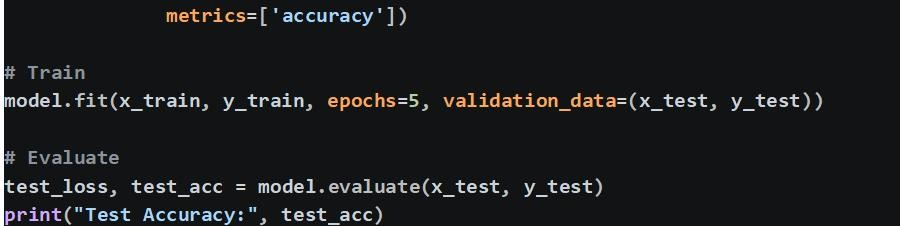 metrics=['accuracy'])
# Train
model.fit(x_train, y_train, epochs=5, validation_data=(x_test, y_test))
# Evaluate
test_loss, test_acc = model.evaluate(x_test, y_test)
print("Test Accuracy:", test_acc)